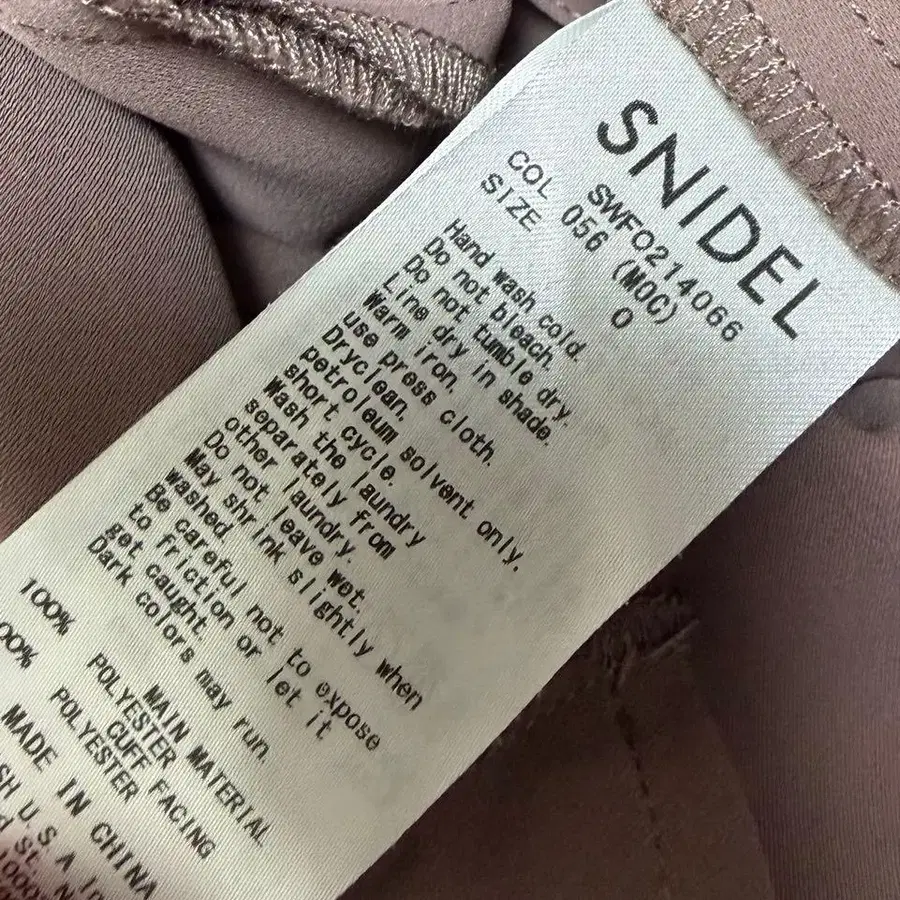 SNIDEL
SWFO214066
COL 056 (MOC)
SIZE 0
Hand wash cold.
Do not bleach.
Do not tumble dry.
Line dry in shade.
Warm iron.
use press cloth.
Dryclean.
petroleum solvent only.
short cycle.
Wash the laundry
separately from
other laundry.
Do not leave wet.
May shrink slightly when
washed
Be careful not to expose
to friction or let it
get caught.
Dark colors may run.
MAIN MATERIAL
100% POLYESTER
CUFF FACING
POLYESTER
MADE IN CHINA
U S A